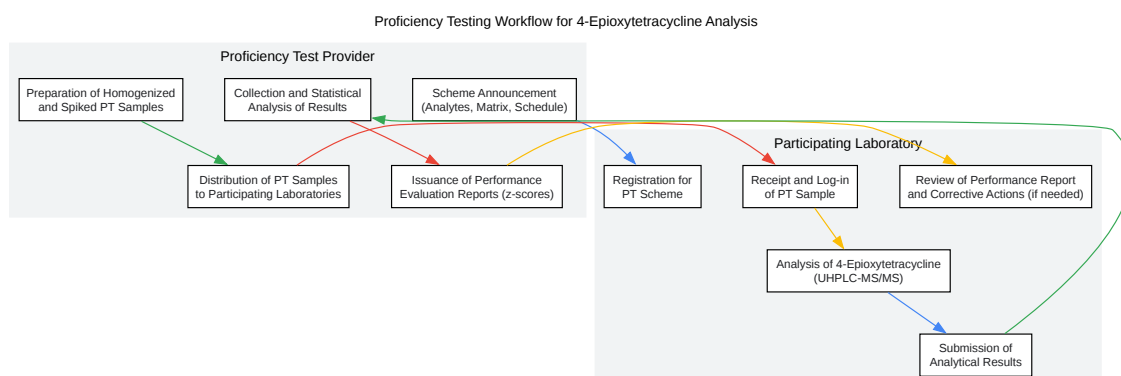 Proficiency Testing Workflow for 4-Epioxytetracycline Analysis
Proficiency Test Provider
Preparation of Homogenized
and Spiked PT Samples
Collection and Statistical
Analysis of Results
Scheme Announcement
(Analytes, Matrix, Schedule)
Distribution of PT Samples
to Participating Laboratories
Issuance of Performance
Evaluation Reports (z-scores)
Participating Laboratory
Registration for
PT Scheme
Receipt and Log-in
of PT Sample
Review of Performance Report
and Corrective Actions (if needed)
Analysis of 4-Epioxytetracycline
(UHPLC-MS/MS)
Submission of
Analytical Results